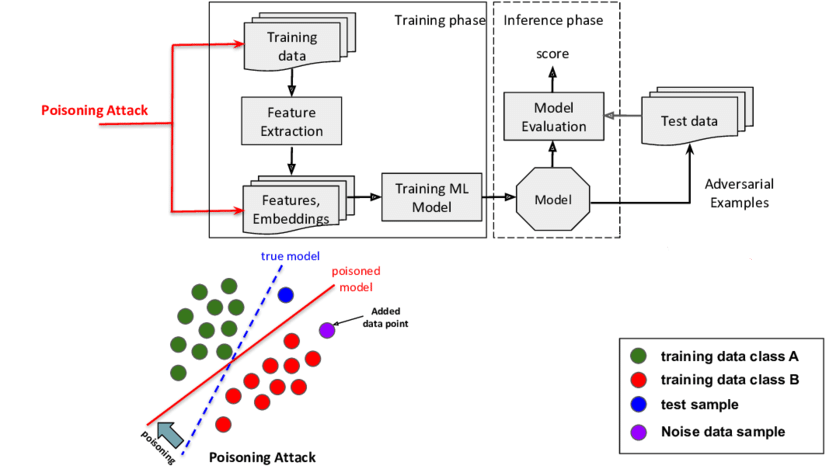 Training phase
Inference phase
Training
data
score
Poisoning Attack
Feature
Extraction
Model
Evaluation
Test data
Features,
Embeddings
Training ML
Model
Model
Adversarial
Examples
true model
poisoned
model
Added
data point
poisoning
Poisoning Attack
training data class A
training data class B
test sample
Noise data sample